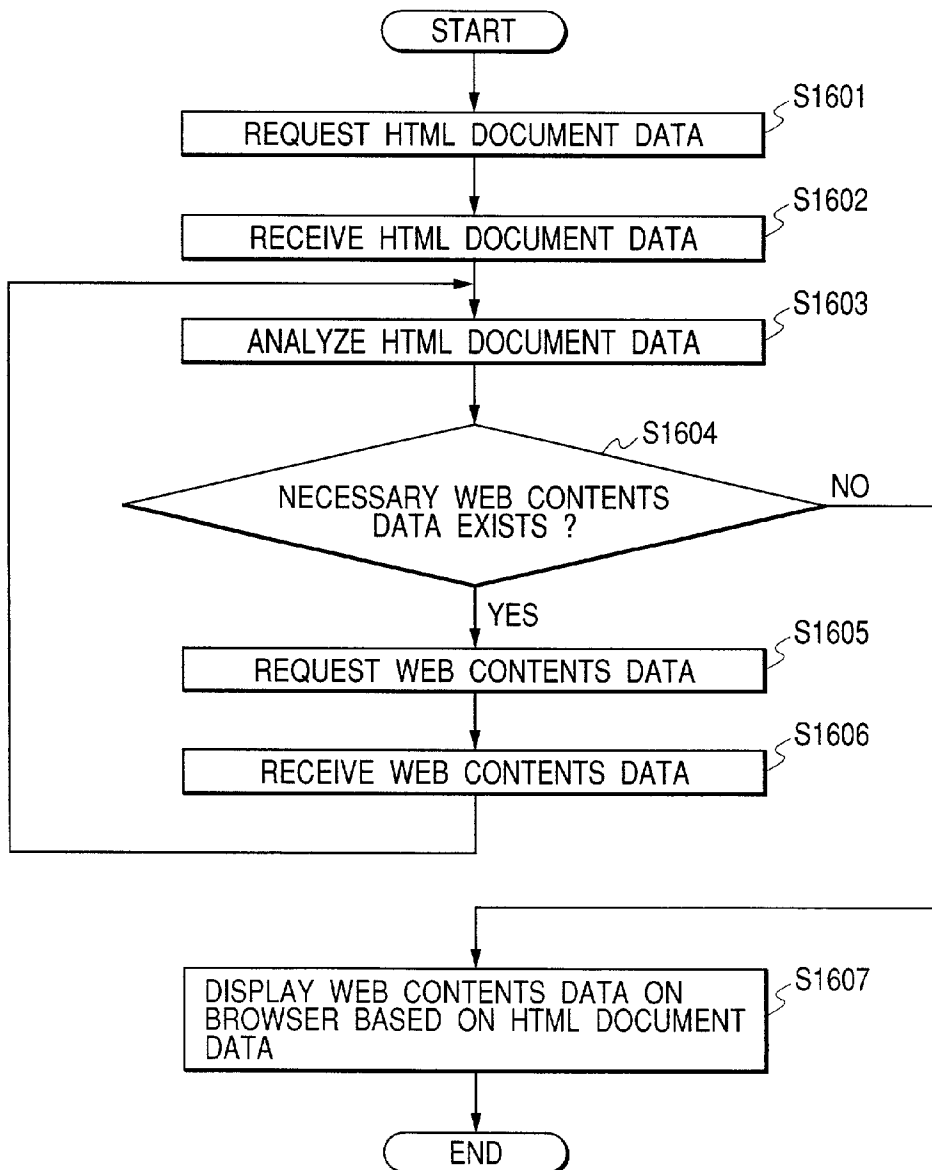 START
S1601
REQUEST HTML DOCUMENT DATA
S1602
RECEIVE HTML DOCUMENT DATA
S1603
ANALYZE HTML DOCUMENT DATA
S1604
NECESSARY WEB CONTENTS
DATA EXISTS ?
NO
YES
S1605
REQUEST WEB CONTENTS DATA
S1606
RECEIVE WEB CONTENTS DATA
S1607
DISPLAY WEB CONTENTS DATA ON
BROWSER BASED ON HTML DOCUMENT
DATA
END